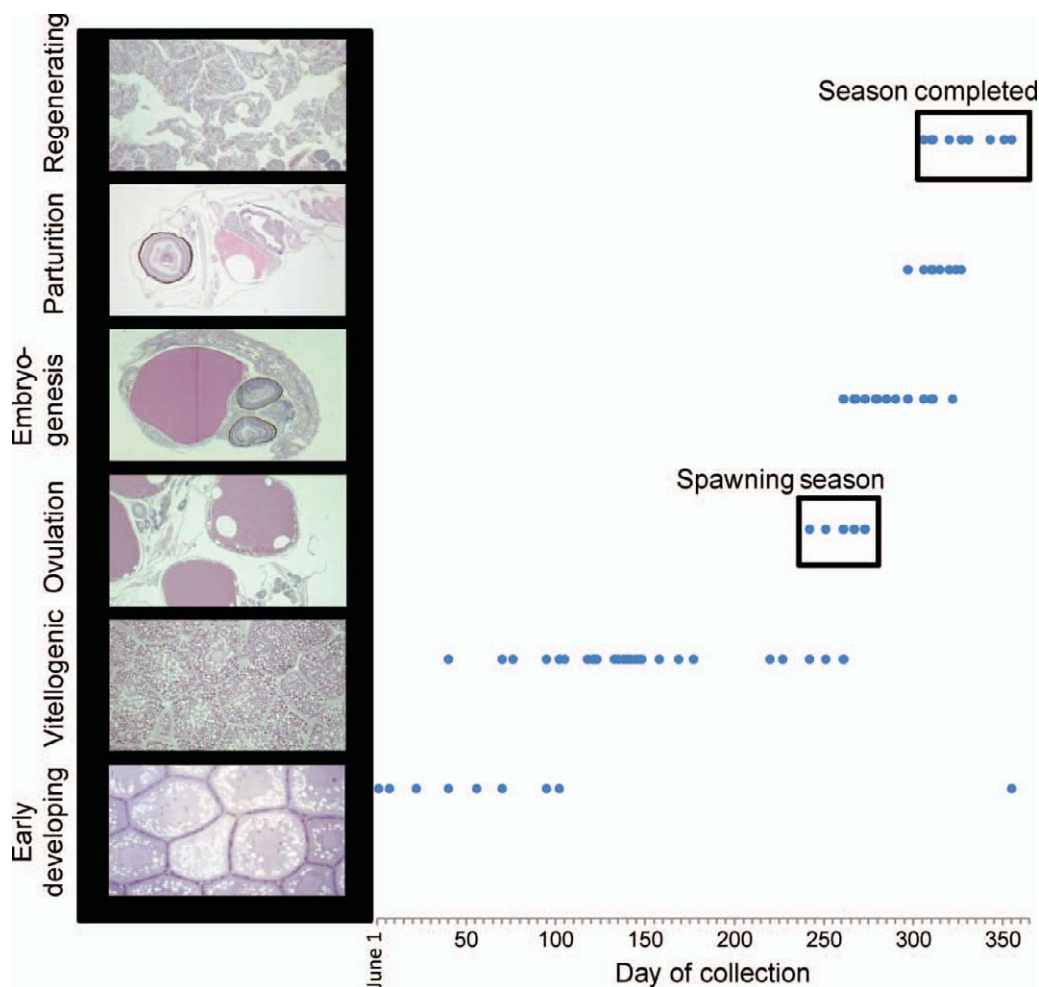 Regenerating
Season completed
Parturition
Embryo-
genesis
Spawning season
Ovulation
Vitellogenic
Early
developing
June 1
50
100
150
200
250
300
350
Day of collection